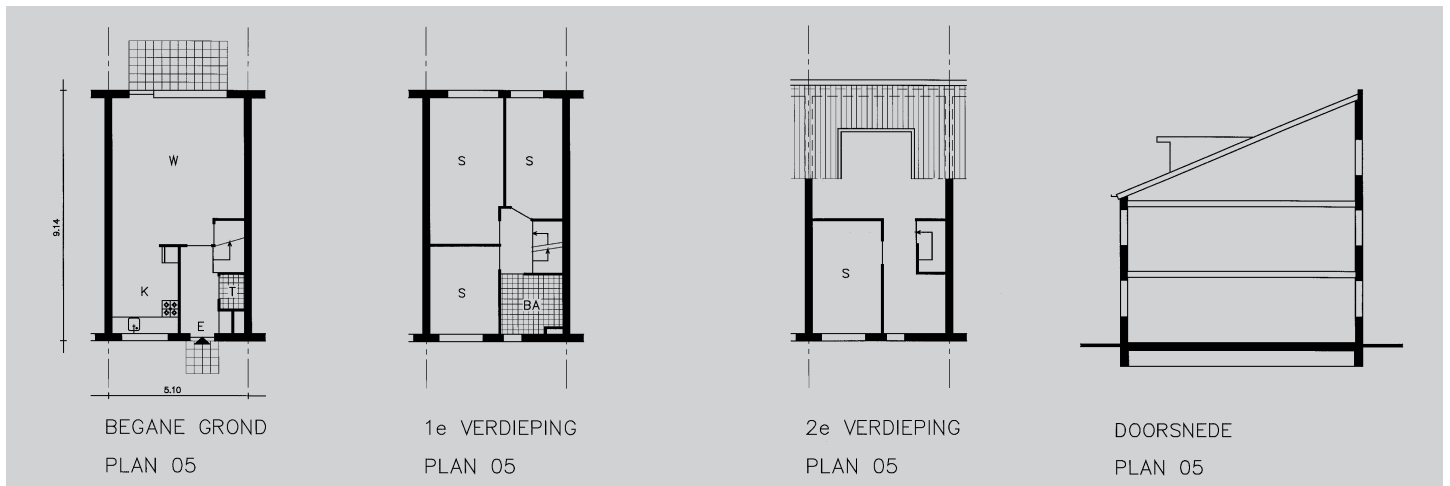 W
9.14
K
T
E
5.10
BEGANE GROND
PLAN 05
S
S
S
BA
1e VERDIEPING
PLAN 05
S
2e VERDIEPING
PLAN 05
DOORSNEDE
PLAN 05